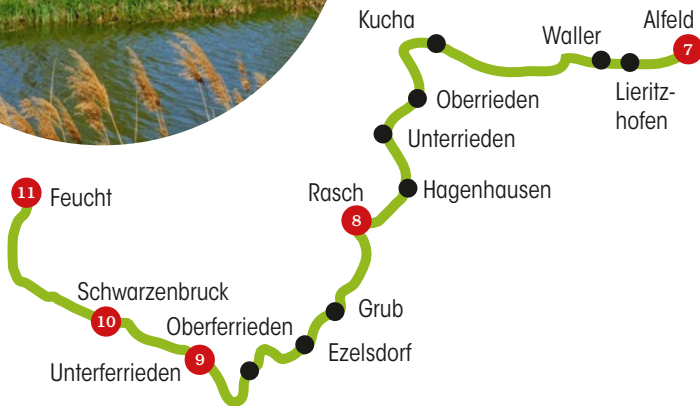 Kucha
Alfeld
Waller
7
Lieritz-
hofen
Oberrieden
Unterrieden
Hagenhausen
Rasch
8
11
Feucht
Schwarzenbruck
10
Grub
Oberferrieden
Ezelsdorf
9
Unterferrieden